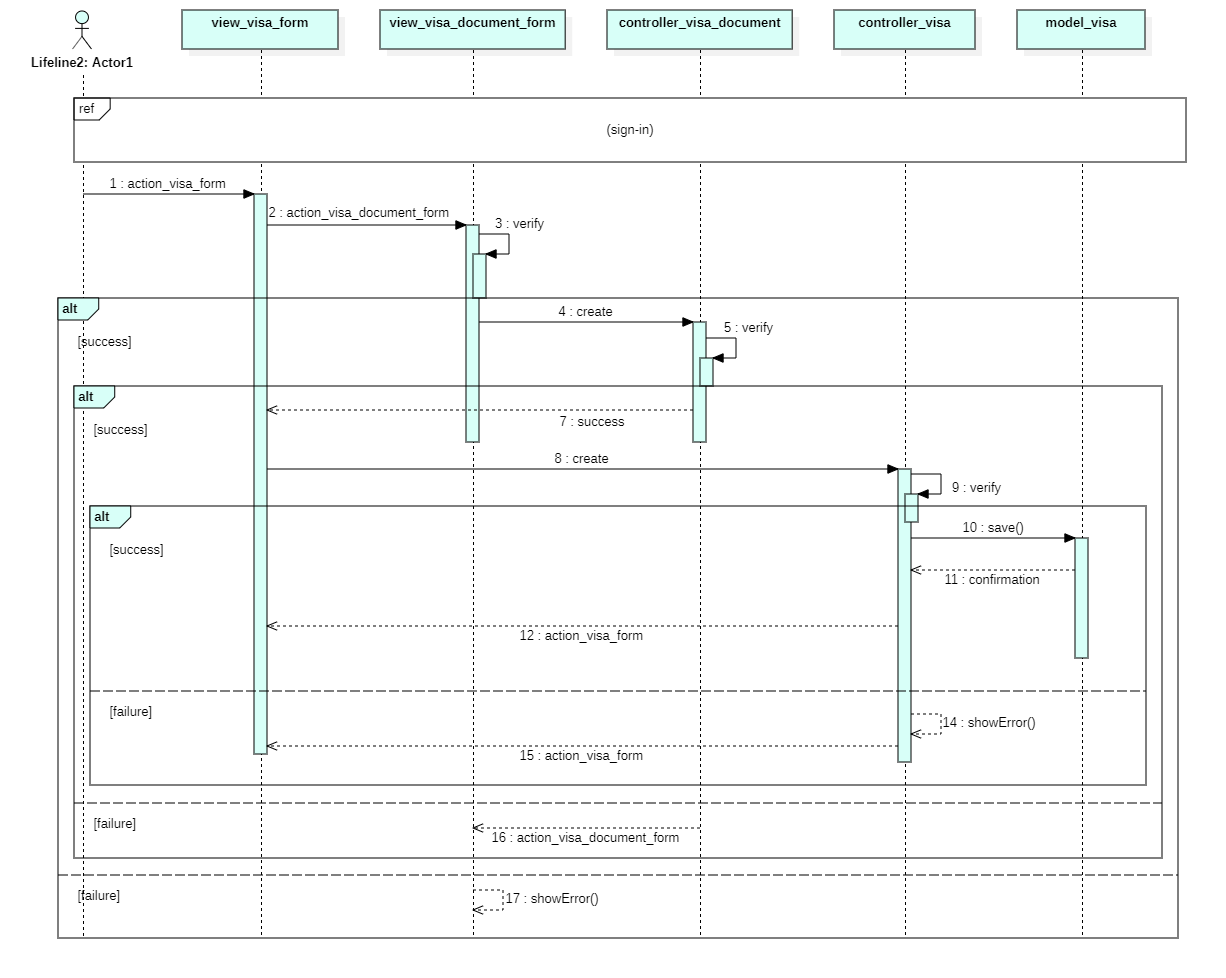 view_visa_form
view_visa_document_form
controller_visa_document
controller_visa
model_visa
Lifeline2: Actor1
ref
(sign-in)
1 : action_visa_form
2 : action_visa_document_form
3 : verify
alt
4 : create
[success]
5 : verify
alt
7 : success
[success]
8 : create
9 : verify
alt
10 : save()
[success]
11 : confirmation
12 : action_visa_form
[failure]
14 : showError()
15 : action_visa_form
[failure]
16 : action_visa_document_form
[failure]
17 : showError()